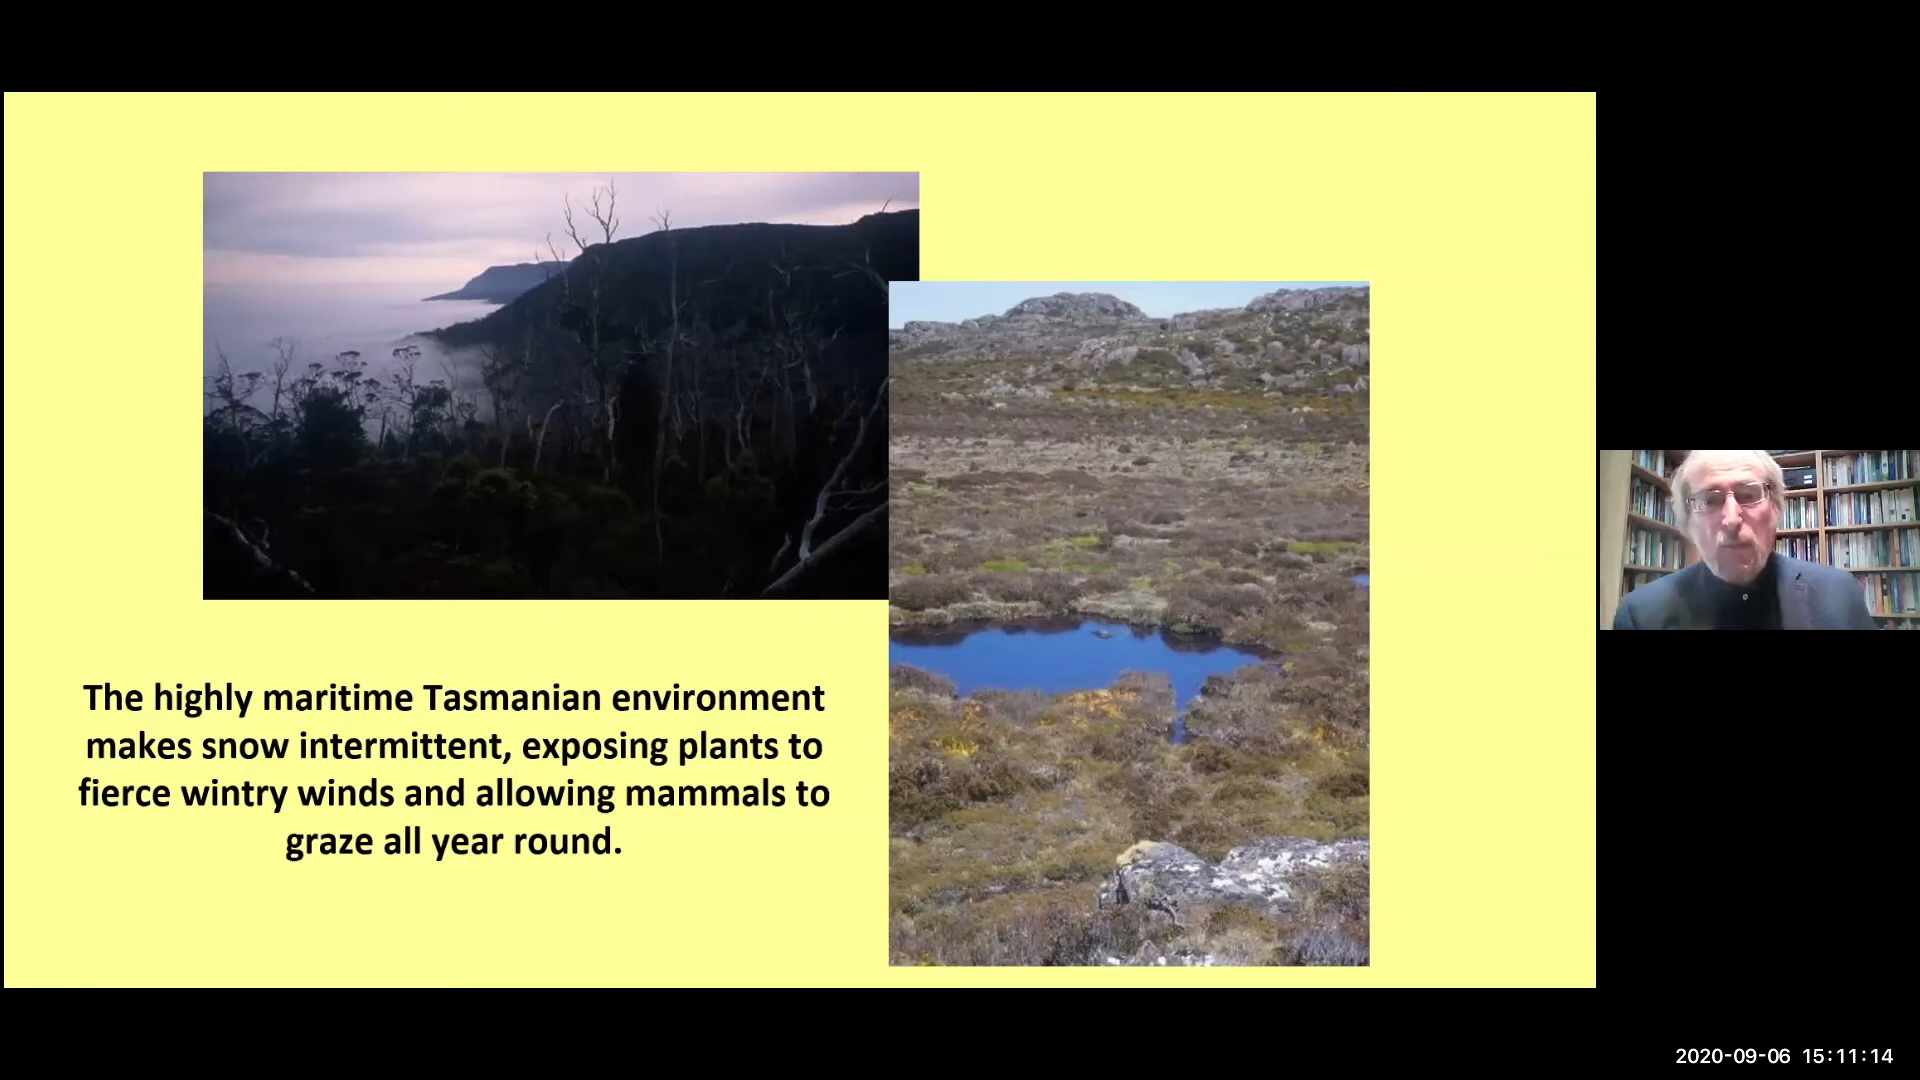 The highly maritime Tasmanian environment
makes snow intermittent, exposing plants to
fierce wintry winds and allowing mammals to
graze all year round.
2020-09-06 15:11:14